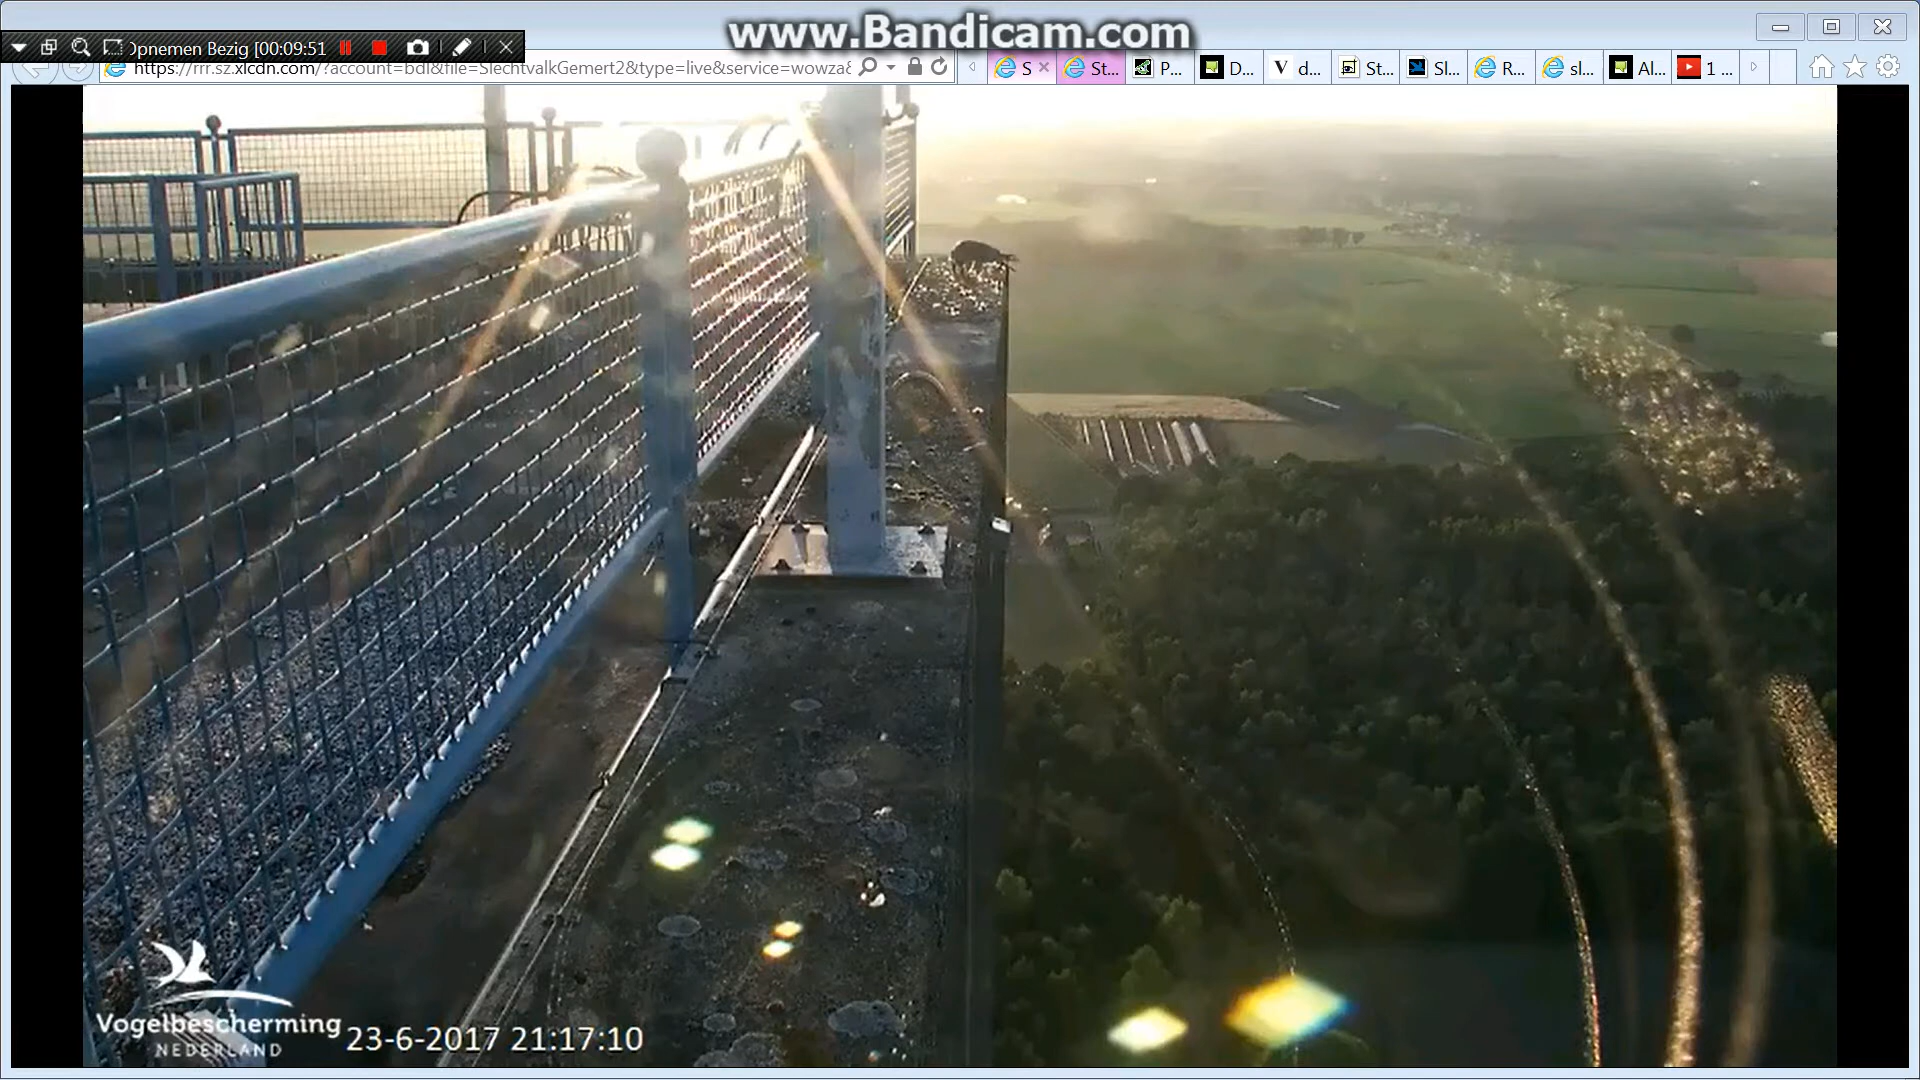 www.Bandicam.com
Opnemen Bezig [00:09:51
https://rrr.sz.xlcdn.com/?account=bdl&file=SlechtvalkGemert2&type=live&service=wowza&
S
St...
P...
D...
d...
St...
Sl...
R...
sl...
Al...
1 ...
Vogelbescherming
NEDERLAND
23-6-2017 21:17:10